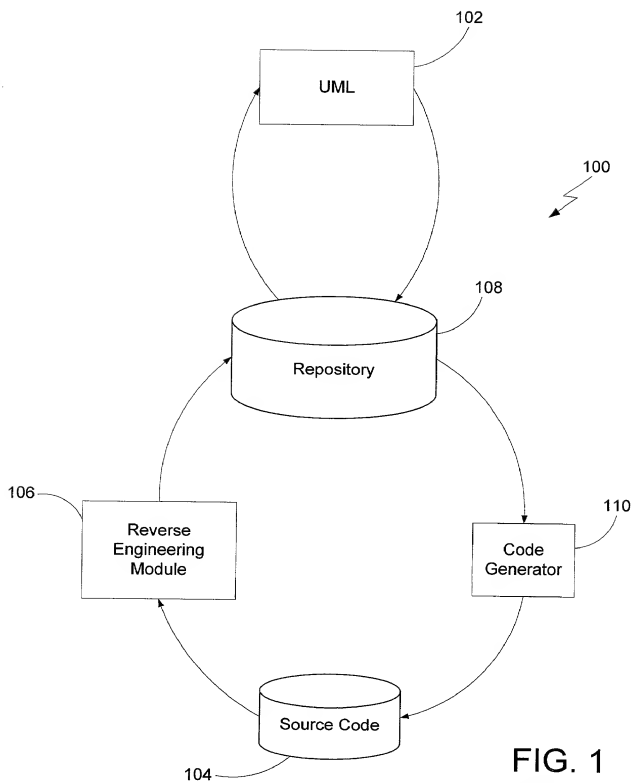 102
UML
100
108
Repository
106
Reverse
Engineering
Module
110
Code
Generator
Source Code
104
FIG. 1